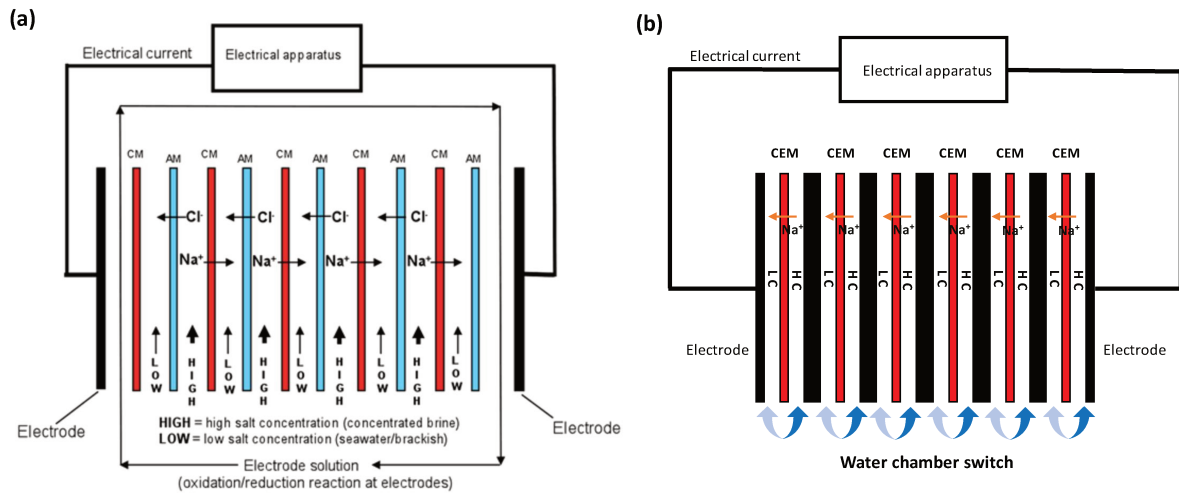 (a)
Electrical current
Electrical apparatus
CM AM CM AM CM AM CM AM CM AM
Cl- Cl- Cl- Cl-
Na+ Na+ Na+ Na+
LOW HIGH LOW HIGH LOW HIGH LOW HIGH LOW
Electrode
Electrode
HIGH = high salt concentration (concentrated brine)
LOW = low salt concentration (seawater/brackish)
Electrode solution
(oxidation/reduction reaction at electrodes)
(b)
Electrical current
Electrical apparatus
CEM CEM CEM CEM CEM CEM
Na+ Na+ Na+ Na+ Na+ Na+
LC HC LC HC LC HC LC HC LC HC LC HC
Electrode
Electrode
Water chamber switch